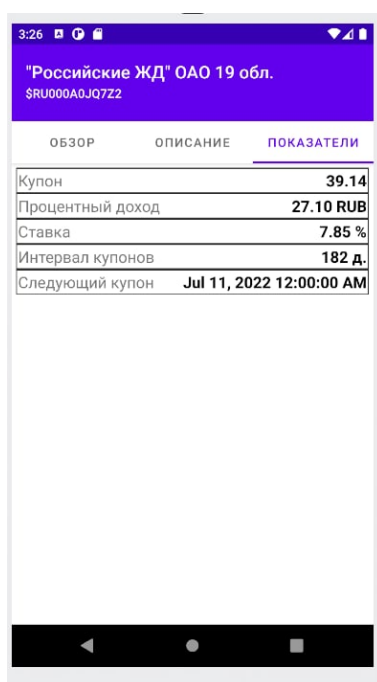 3:26
"Российские ЖД" ОАО 19 обл.
$RU000A0JQ7Z2
ОБЗОР ОПИСАНИЕ ПОКАЗАТЕЛИ
Купон 39.14
Процентный доход 27.10 RUB
Ставка 7.85 %
Интервал купонов 182 д.
Следующий купон Jul 11, 2022 12:00:00 AM